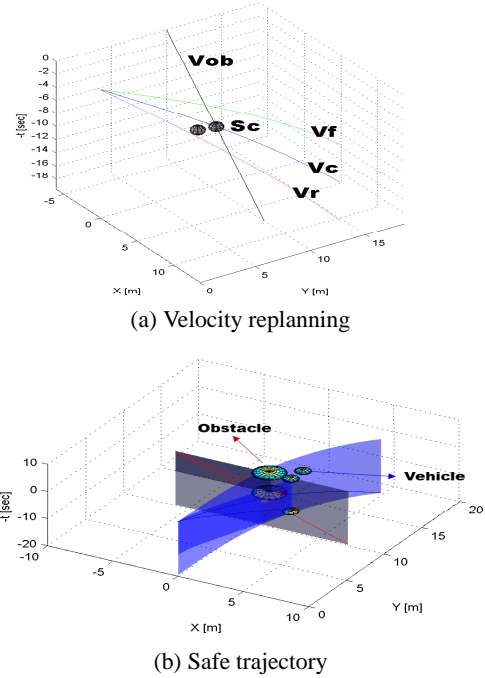 0
-2
-4
-6
-8
-10
-12
-14
-16
-18
-t [sec]
Vob
Sc
Vf
Vc
Vr
-5
0
5
10
X [m]
0
5
10
15
Y [m]
(a) Velocity replanning
Obstacle
Vehicle
10
0
-10
-20
-t [sec]
-10
-5
0
5
10
X [m]
0
5
10
15
20
Y [m]
(b) Safe trajectory